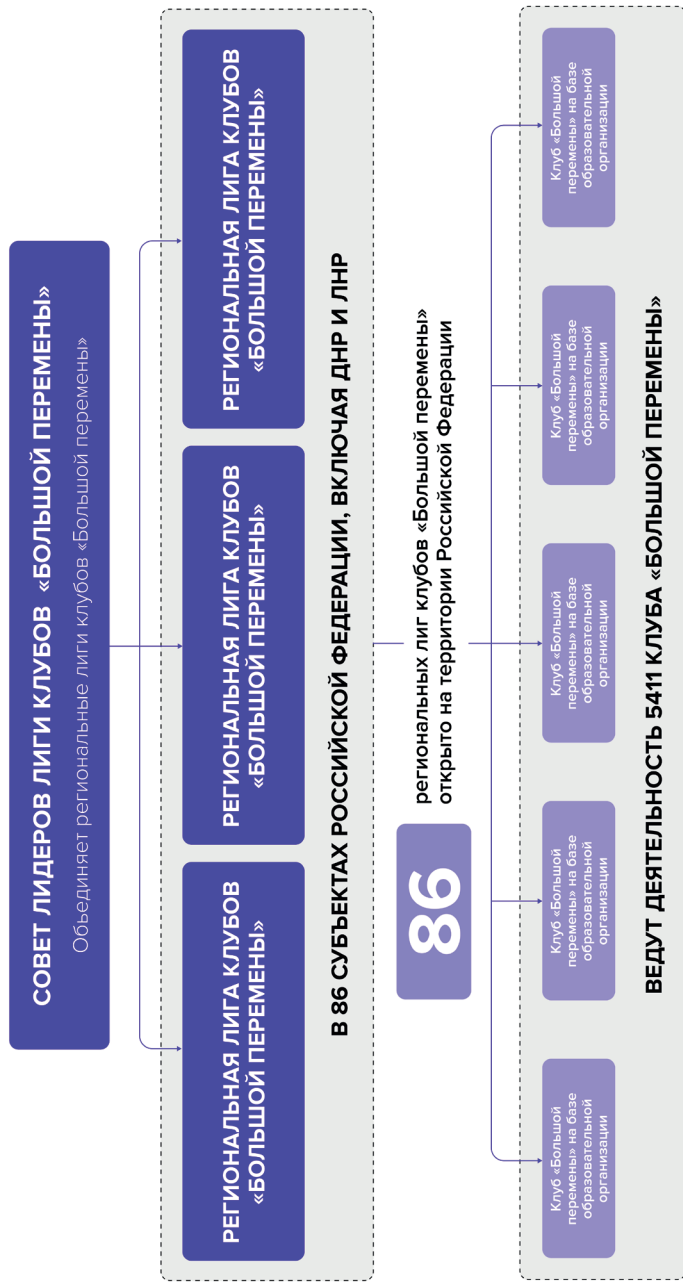 СОВЕТ ЛИДЕРОВ ЛИГИ КЛУБОВ «БОЛЬШОЙ ПЕРЕМЕНЫ»
Объединяет региональные лиги клубов «Большой перемены»
РЕГИОНАЛЬНАЯ ЛИГА КЛУБОВ
«БОЛЬШОЙ ПЕРЕМЕНЫ»
РЕГИОНАЛЬНАЯ ЛИГА КЛУБОВ
«БОЛЬШОЙ ПЕРЕМЕНЫ»
РЕГИОНАЛЬНАЯ ЛИГА КЛУБОВ
«БОЛЬШОЙ ПЕРЕМЕНЫ»
В 86 СУБЪЕКТАХ РОССИЙСКОЙ ФЕДЕРАЦИИ, ВКЛЮЧАЯ ДНР И ЛНР
86
региональных лиг клубов «Большой перемены»
открыто на территории Российской Федерации
Клуб «Большой
перемены» на базе
образовательной
организации
Клуб «Большой
перемены» на базе
образовательной
организации
Клуб «Большой
перемены» на базе
образовательной
организации
Клуб «Большой
перемены» на базе
образовательной
организации
Клуб «Большой
перемены» на базе
образовательной
организации
ВЕДУТ ДЕЯТЕЛЬНОСТЬ 5411 КЛУБА «БОЛЬШОЙ ПЕРЕМЕНЫ»